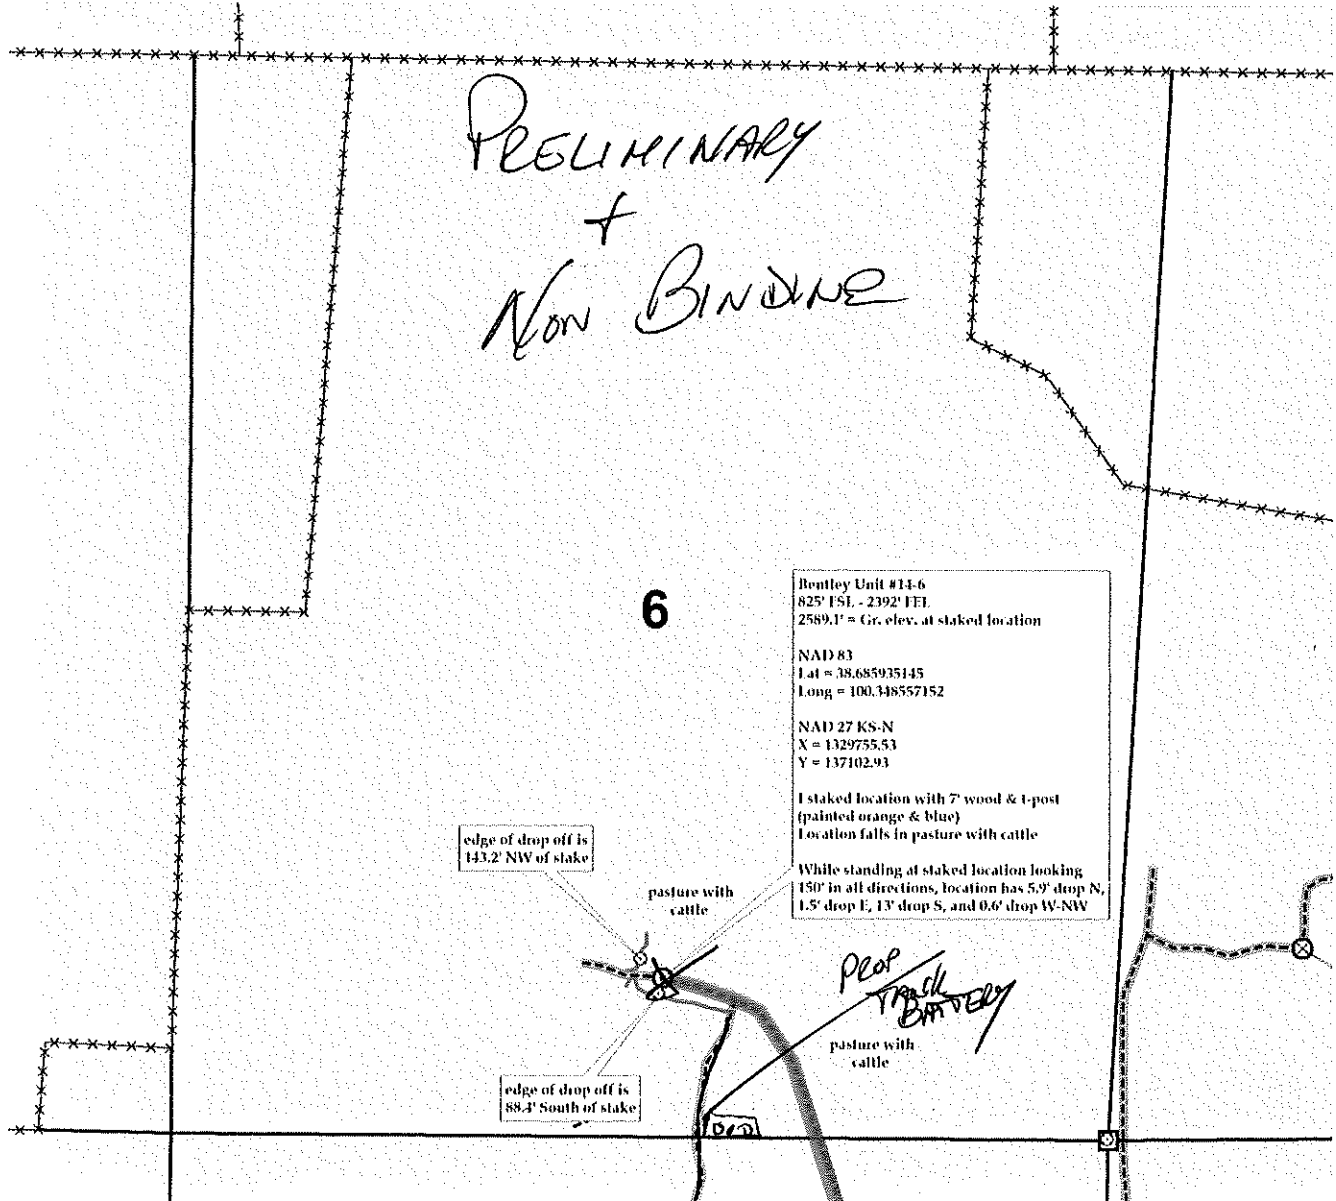 PRELIMINARY
+
NON BINDING
6
Bentley Unit #14-6
825' FSL - 2392' FEL
2589.1' = Gr. elev. at staked location
NAD 83
Lat = 38.685935145
Long = 100.348557152
NAD 27 KS-N
X = 1329755.53
Y = 137102.93
I staked location with 7' wood & t-post
(painted orange & blue)
Location falls in pasture with cattle
While standing at staked location looking
150' in all directions, location has 5.9' drop N,
1.5' drop E, 13' drop S, and 0.6' drop W-NW
edge of drop off is
143.2' NW of stake
pasture with
cattle
PROP
TANK
BATTERY
pasture with
cattle
edge of drop off is
88.4' South of stake